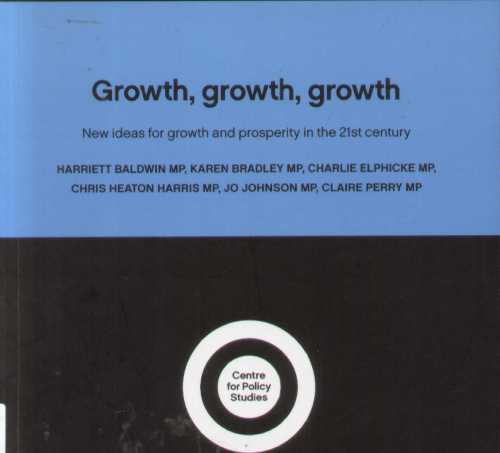 Growth, growth, growth
New ideas for growth and prosperity in the 21st century
HARRIETT BALDWIN MP, KAREN BRADLEY MP, CHARLIE ELPHICKE MP,
CHRIS HEATON HARRIS MP, JO JOHNSON MP, CLAIRE PERRY MP
Centre
for Policy
Studies